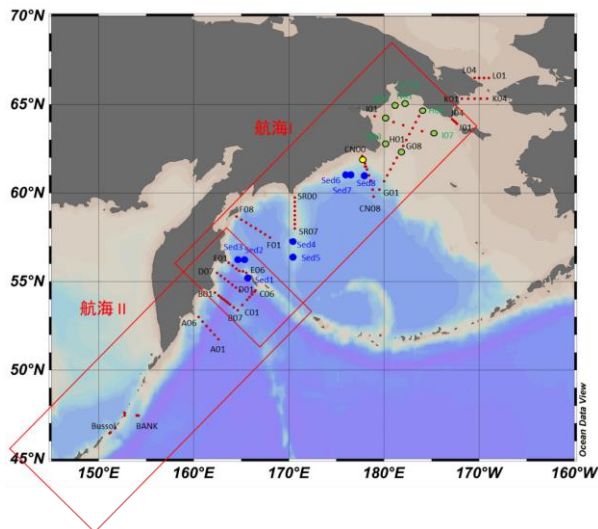 70°N
L04
L01
65°N
K01
K04
J04
I01
J01
航海I
H01
I07
CN00
G08
60°N
Sed6
Sed7
Sed8
G01
SR00
CN08
F08
SR07
Sed3
Sed2
Sed4
F01
E01
Sed5
55°N
D07
E06
Sed1
航海II
B01
D01
C06
C01
A06
B07
A01
50°N
Bussol
BANK
45°N
150°E
160°E
170°E
180°E
170°W
160°W
Ocean Data View